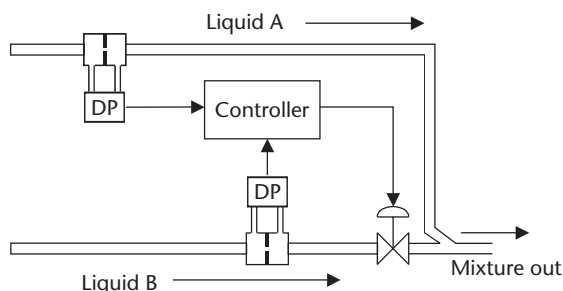 Liquid A
DP
Controller
DP
Mixture out
Liquid B